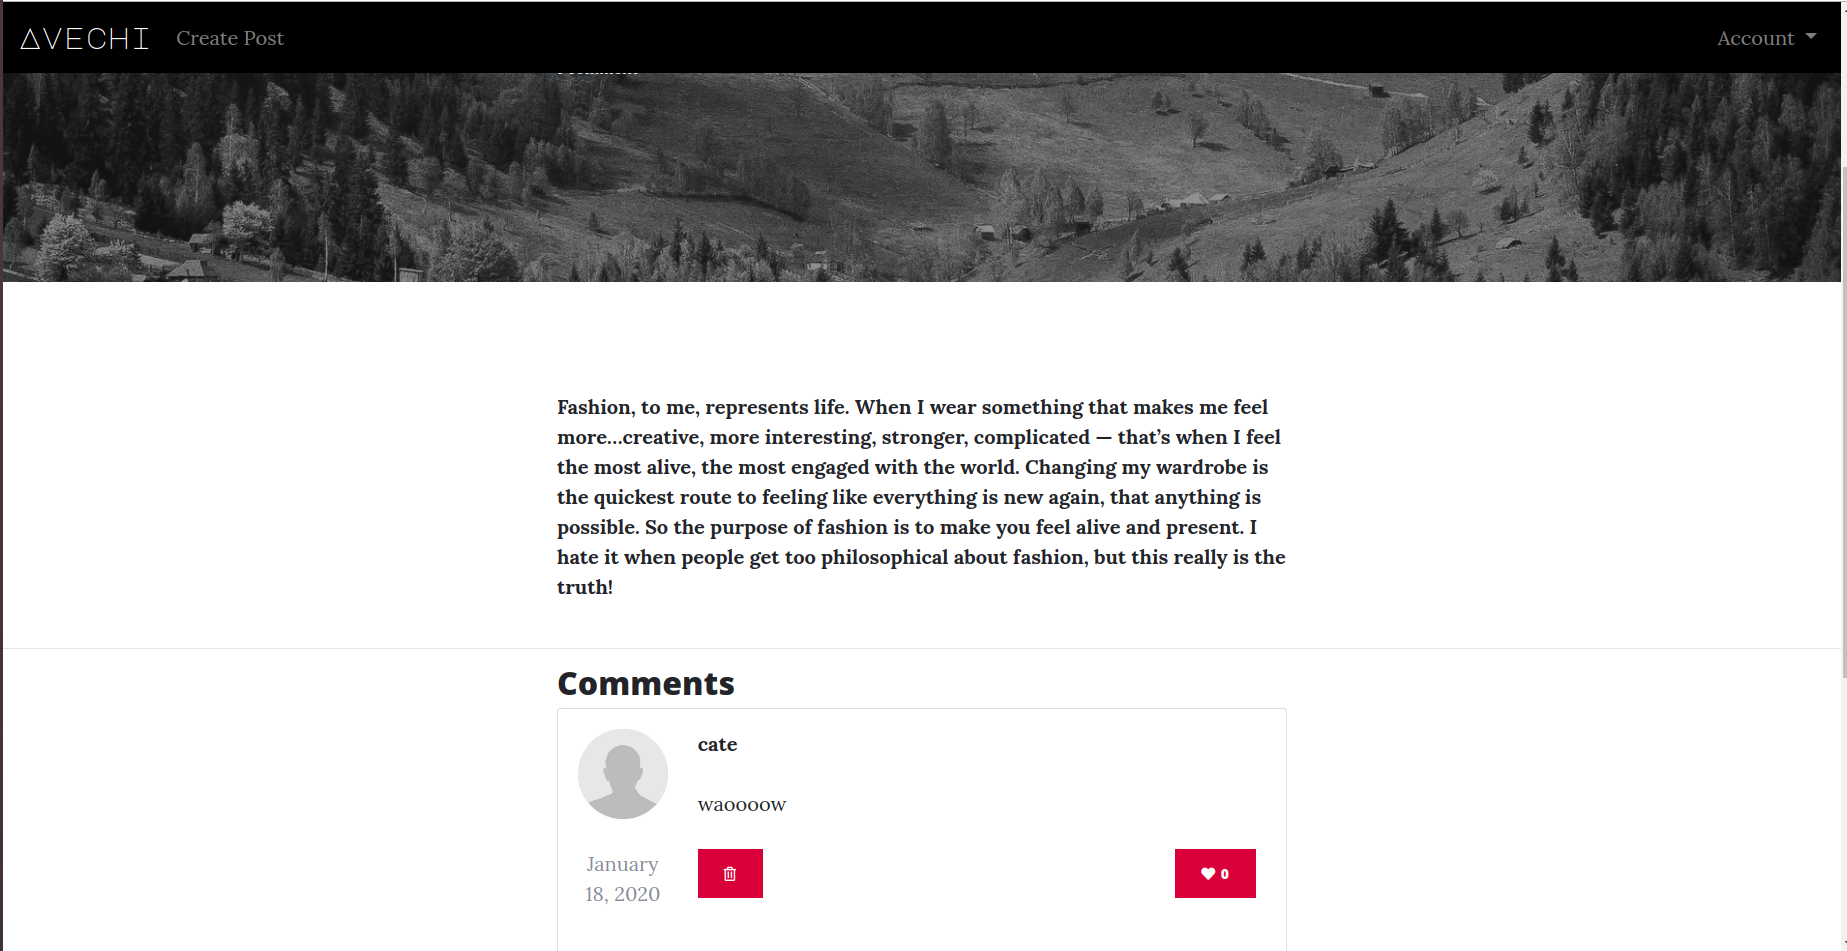 AVECHI Create Post Account
Fashion, to me, represents life. When I wear something that makes me feel
more...creative, more interesting, stronger, complicated — that’s when I feel
the most alive, the most engaged with the world. Changing my wardrobe is
the quickest route to feeling like everything is new again, that anything is
possible. So the purpose of fashion is to make you feel alive and present. I
hate it when people get too philosophical about fashion, but this really is the
truth!
Comments
cate
waoooow
January
18, 2020
0